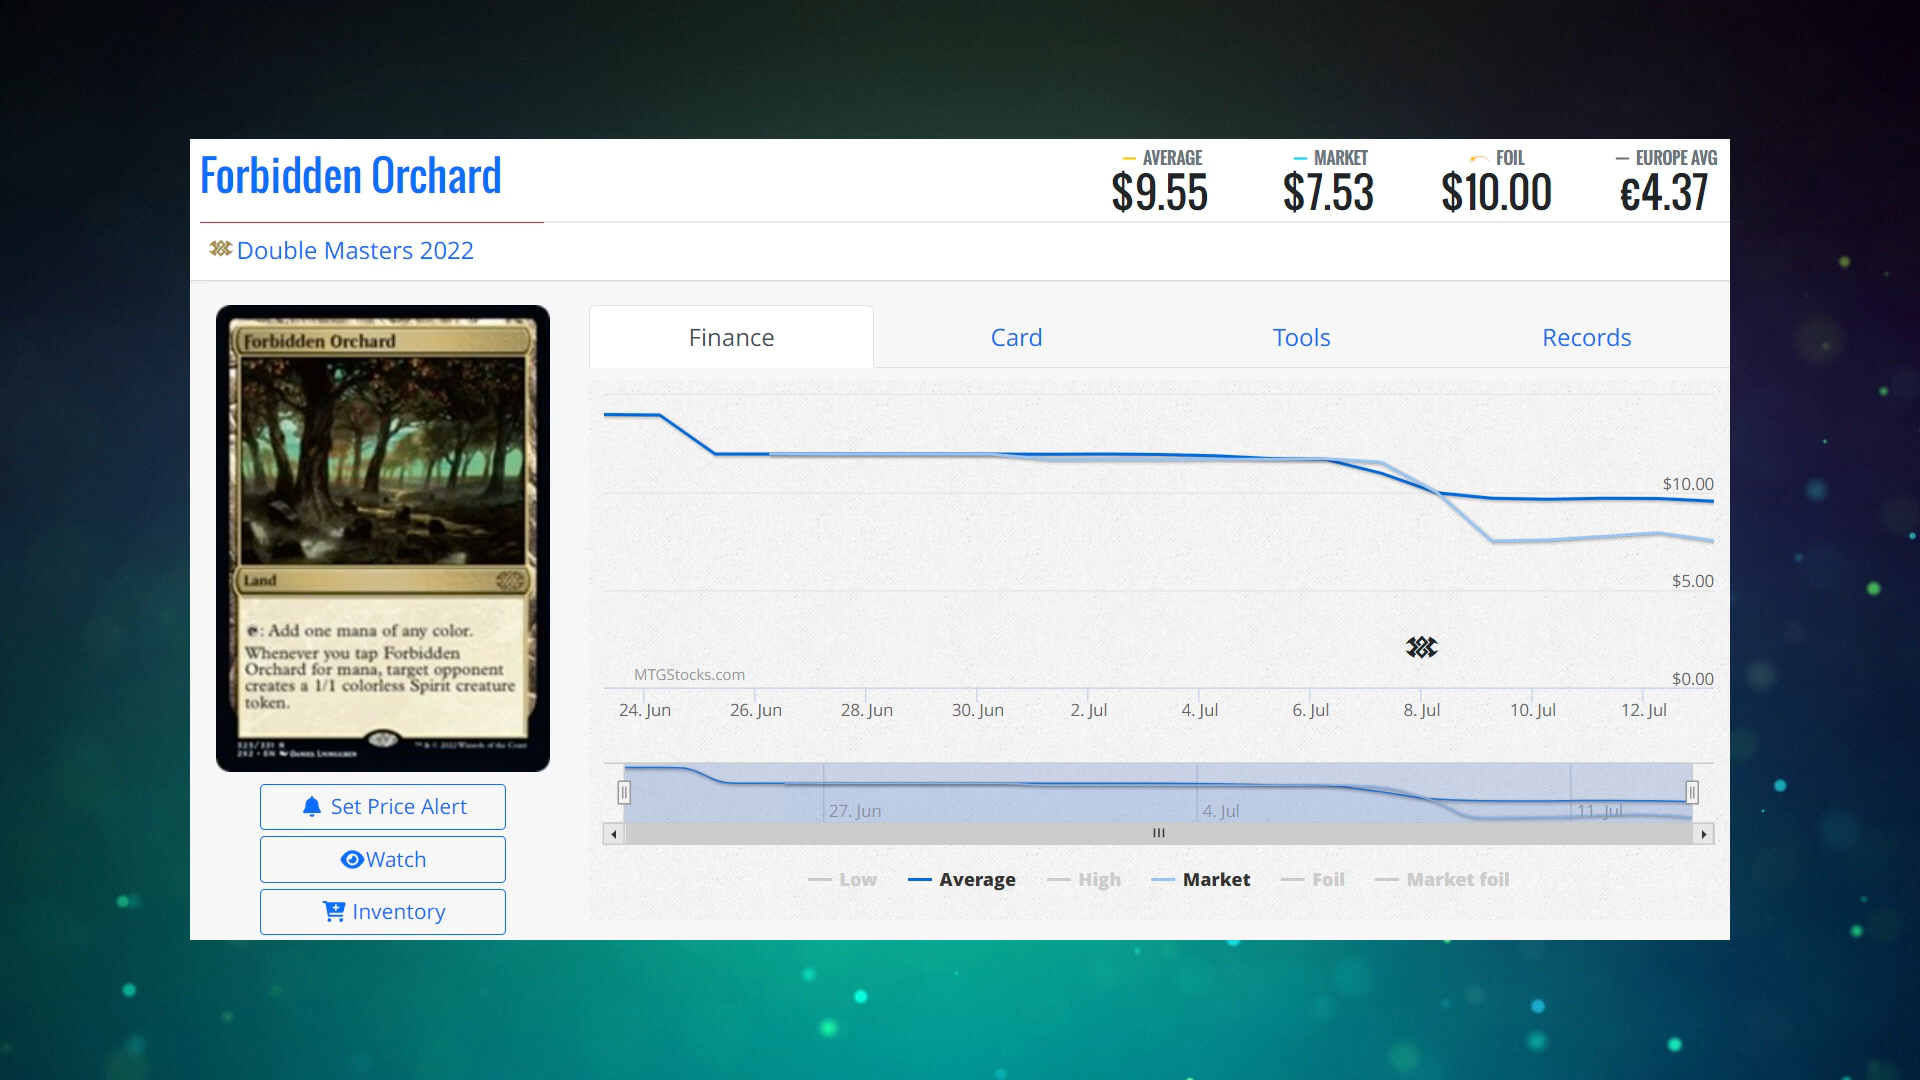 Forbidden Orchard
AVERAGE
$9.55
MARKET
$7.53
FOIL
$10.00
EUROPE AVG
€4.37
Double Masters 2022
Forbidden Orchard
Land
: Add one mana of any color.
Whenever you tap Forbidden
Orchard for mana, target opponent
creates a 1/1 colorless Spirit creature
token.
Set Price Alert
Watch
Inventory
Finance
Card
Tools
Records
$10.00
$5.00
$0.00
MTGStocks.com
24. Jun
26. Jun
28. Jun
30. Jun
2. Jul
4. Jul
6. Jul
8. Jul
10. Jul
12. Jul
27. Jun
4. Jul
11. Jul
Low
Average
High
Market
Foil
Market foil